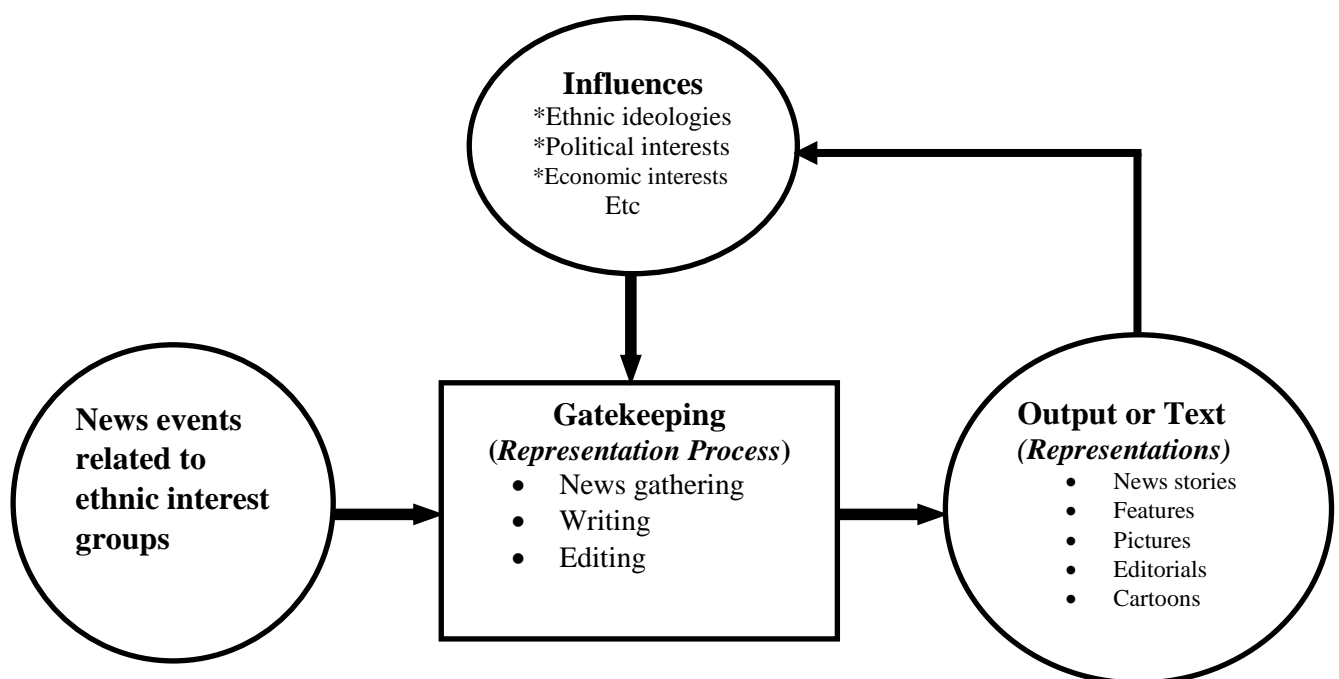 Influences
*Ethnic ideologies
*Political interests
*Economic interests
Etc
News events
related to
ethnic interest
groups
Gatekeeping
(Representation Process)
• News gathering
• Writing
• Editing
Output or Text
(Representations)
• News stories
• Features
• Pictures
• Editorials
• Cartoons